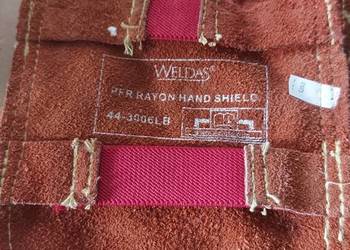 WELDAS®
PFR RAYON HAND SHIELD
44-3006LB